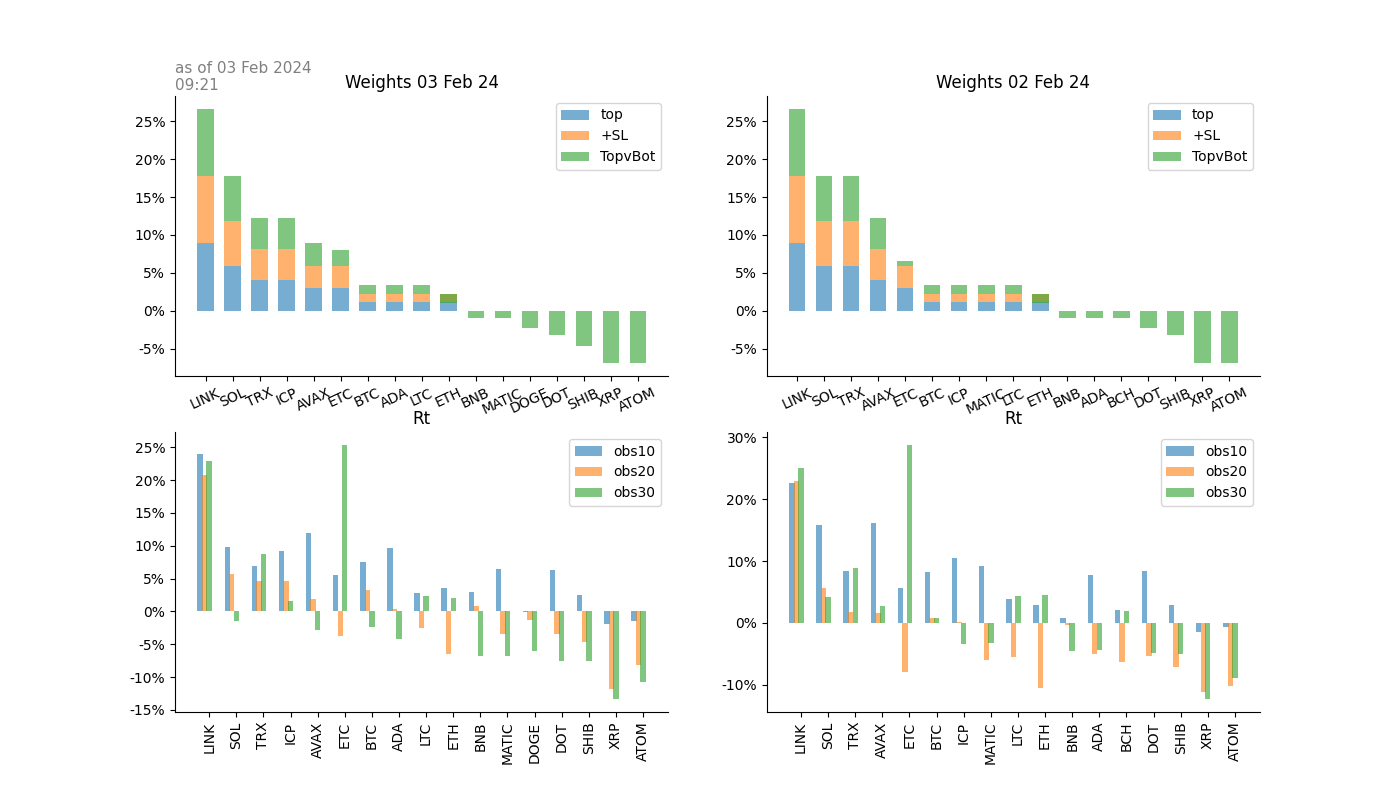 as of 03 Feb 2024
09:21
Weights 03 Feb 24
25%
20%
15%
10%
5%
0%
-5%
top
+SL
TopvBot
LINK SOL TRX ICP AVAX ETC BTC ADA LTC ETH BNB MATIC DOGE DOT SHIB XRP ATOM
Weights 02 Feb 24
25%
20%
15%
10%
5%
0%
-5%
top
+SL
TopvBot
LINK SOL TRX AVAX ETC BTC ICP MATIC LTC ETH BNB ADA BCH DOT SHIB XRP ATOM
Rt
25%
20%
15%
10%
5%
0%
-5%
-10%
-15%
obs10
obs20
obs30
LINK SOL TRX ICP AVAX ETC BTC ADA LTC ETH BNB MATIC DOGE DOT SHIB XRP ATOM
Rt
30%
20%
10%
0%
-10%
obs10
obs20
obs30
LINK SOL TRX AVAX ETC BTC ICP MATIC LTC ETH BNB ADA BCH DOT SHIB XRP ATOM